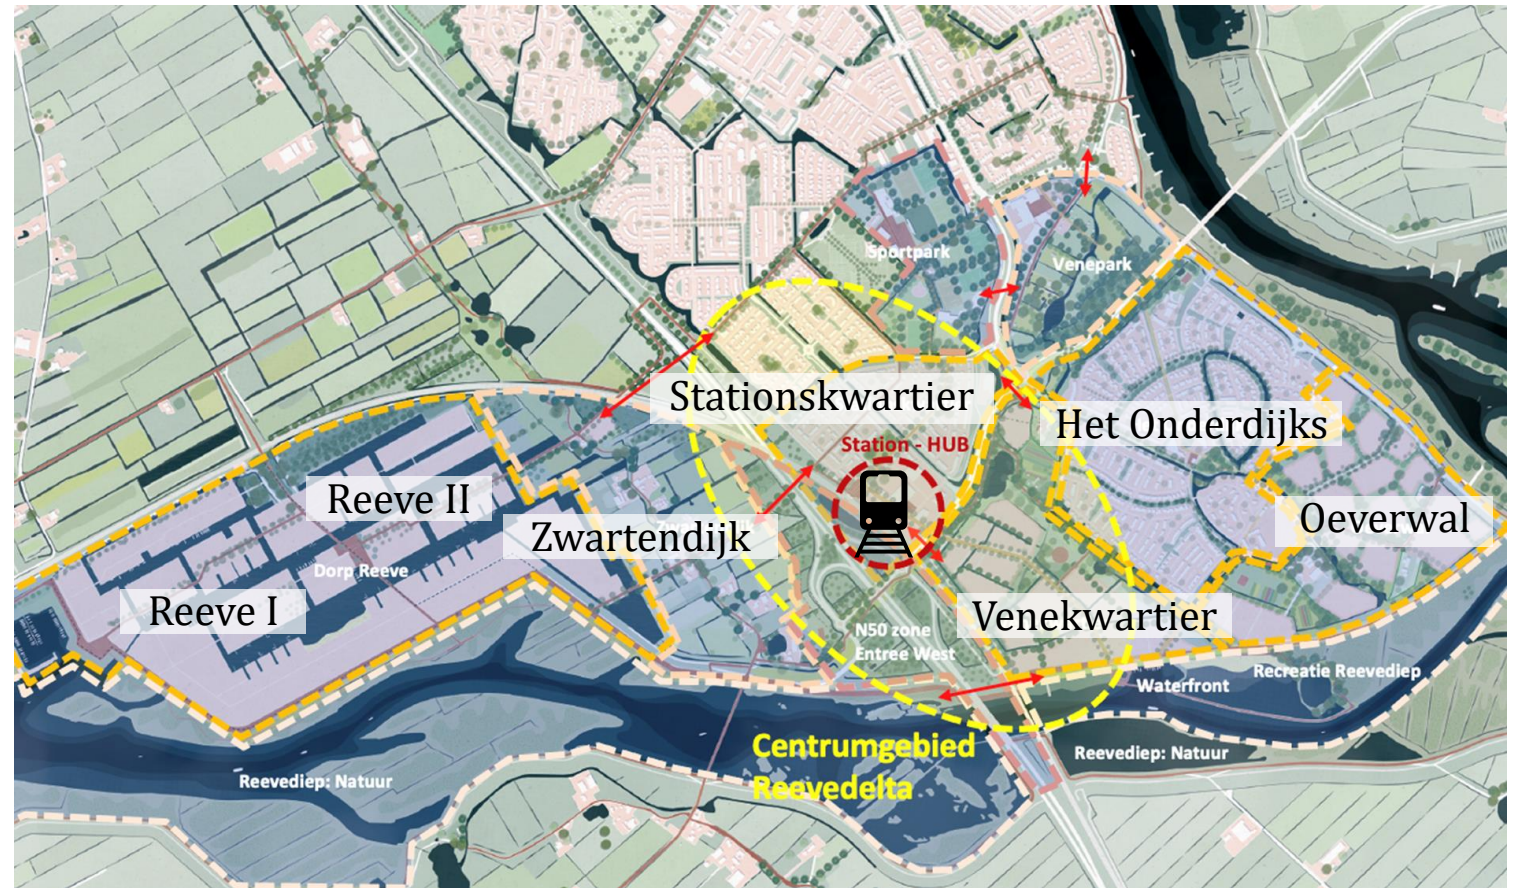 Sportpark
Venepark
Stationskwartier
Het Onderdijks
Station - HUB
Reeve II
Oeverwal
Zwartendijk
Dorp Reeve
Reeve I
Venekwartier
N50 zone
Entree West
Recreatie Reevediep
Waterfront
Centrumgebied
Reevedelta
Reevediep: Natuur
Reevediep: Natuur